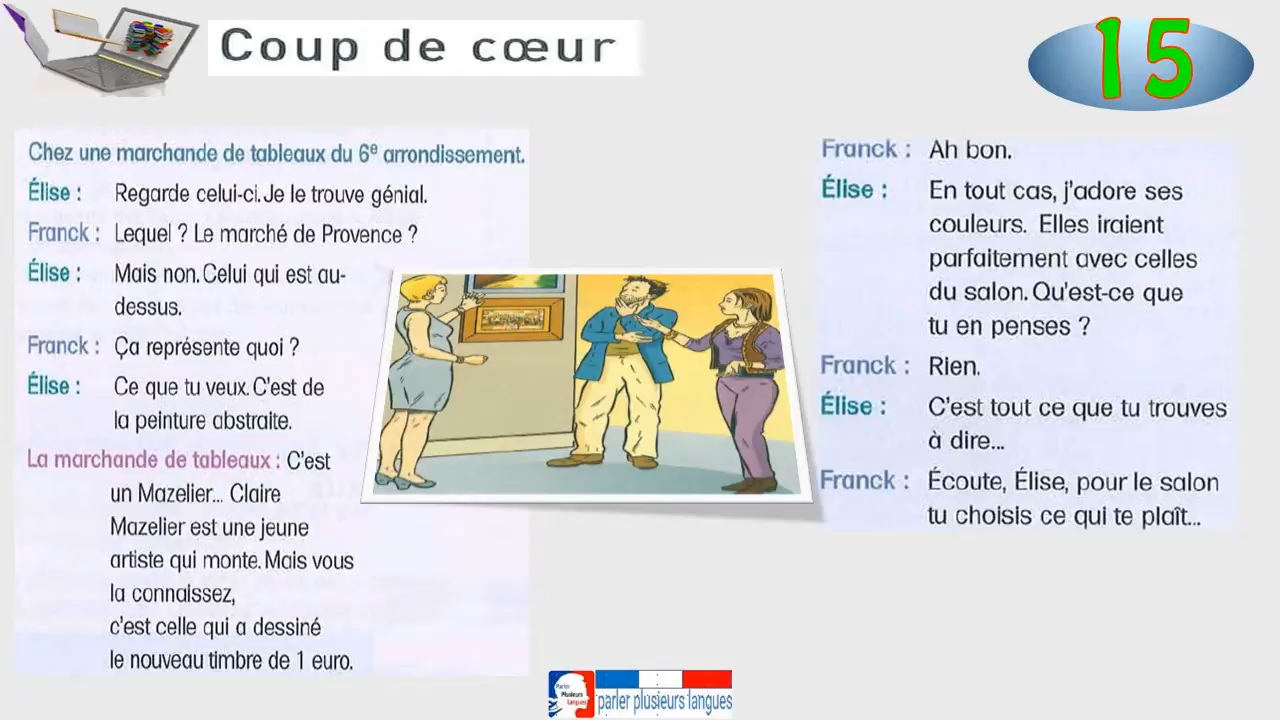 Coup de cœur
15
Chez une marchande de tableaux du 6e arrondissement.
Élise : Regarde celui-ci. Je le trouve génial.
Franck : Lequel ? Le marché de Provence ?
Élise : Mais non. Celui qui est au-
dessus.
Franck : Ça représente quoi ?
Élise : Ce que tu veux. C'est de
la peinture abstraite.
La marchande de tableaux : C'est
un Mazelier... Claire
Mazelier est une jeune
artiste qui monte. Mais vous
la connaissez,
c'est celle qui a dessiné
le nouveau timbre de 1 euro.
Franck : Ah bon.
Élise : En tout cas, j'adore ses
couleurs. Elles iraient
parfaitement avec celles
du salon. Qu'est-ce que
tu en penses ?
Franck : Rien.
Élise : C'est tout ce que tu trouves
à dire...
Franck : Écoute, Élise, pour le salon
tu choisis ce qui te plaît...
Parler
Plusieurs
langues
parler plusieurs langues